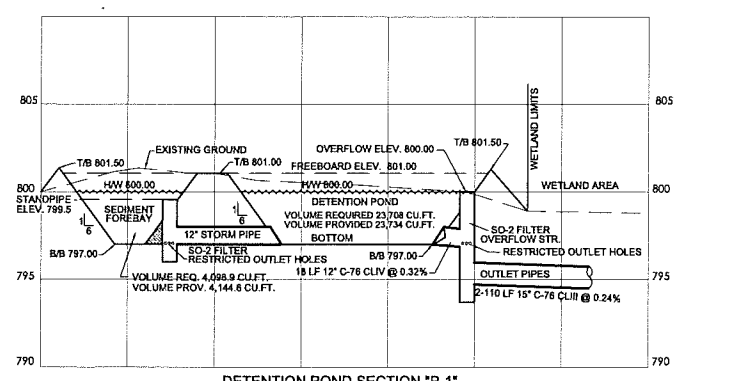 805
805
WETLAND LIMITS
EXISTING GROUND
OVERFLOW ELEV. 800.00
T/B 801.50
T/B 801.50
T/B 801.00
FREEBOARD ELEV. 801.00
800
H/W 800.00
H/W 800.00
WETLAND AREA
800
STANDPIPE
ELEV. 799.5
SEDIMENT
FOREBAY
DETENTION POND
VOLUME REQUIRED 23,708 CU.FT.
VOLUME PROVIDED 23,734 CU.FT.
1
6
1
6
12" STORM PIPE
BOTTOM
SO-2 FILTER
OVERFLOW STR.
RESTRICTED OUTLET HOLES
B/B 797.00
SO-2 FILTER
RESTRICTED OUTLET HOLES
B/B 797.00
18 LF 12" C-76 CLIV @ 0.32%
795
VOLUME REQ. 4,098.9 CU.FT.
VOLUME PROV. 4,144.6 CU.FT.
OUTLET PIPES
795
2-110 LF 15" C-76 CLIII @ 0.24%
790
790
DETENTION POND SECTION "B-1"